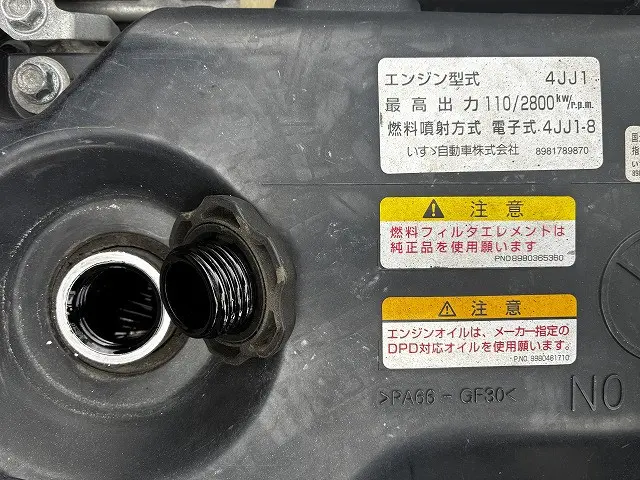 エンジン型式 4JJ1
最高出力 110/2800kW/r.p.m.
燃料噴射方式 電子式 4JJ1-8
いすゞ自動車株式会社 8981789870
注意
燃料フィルタエレメントは
純正品を使用願います
PNO8980365360
注意
エンジンオイルは、メーカー指定の
DPD対応オイルを使用願います。
P.NO. 8980461710
>PA66-GF30<
NO
国
指
い